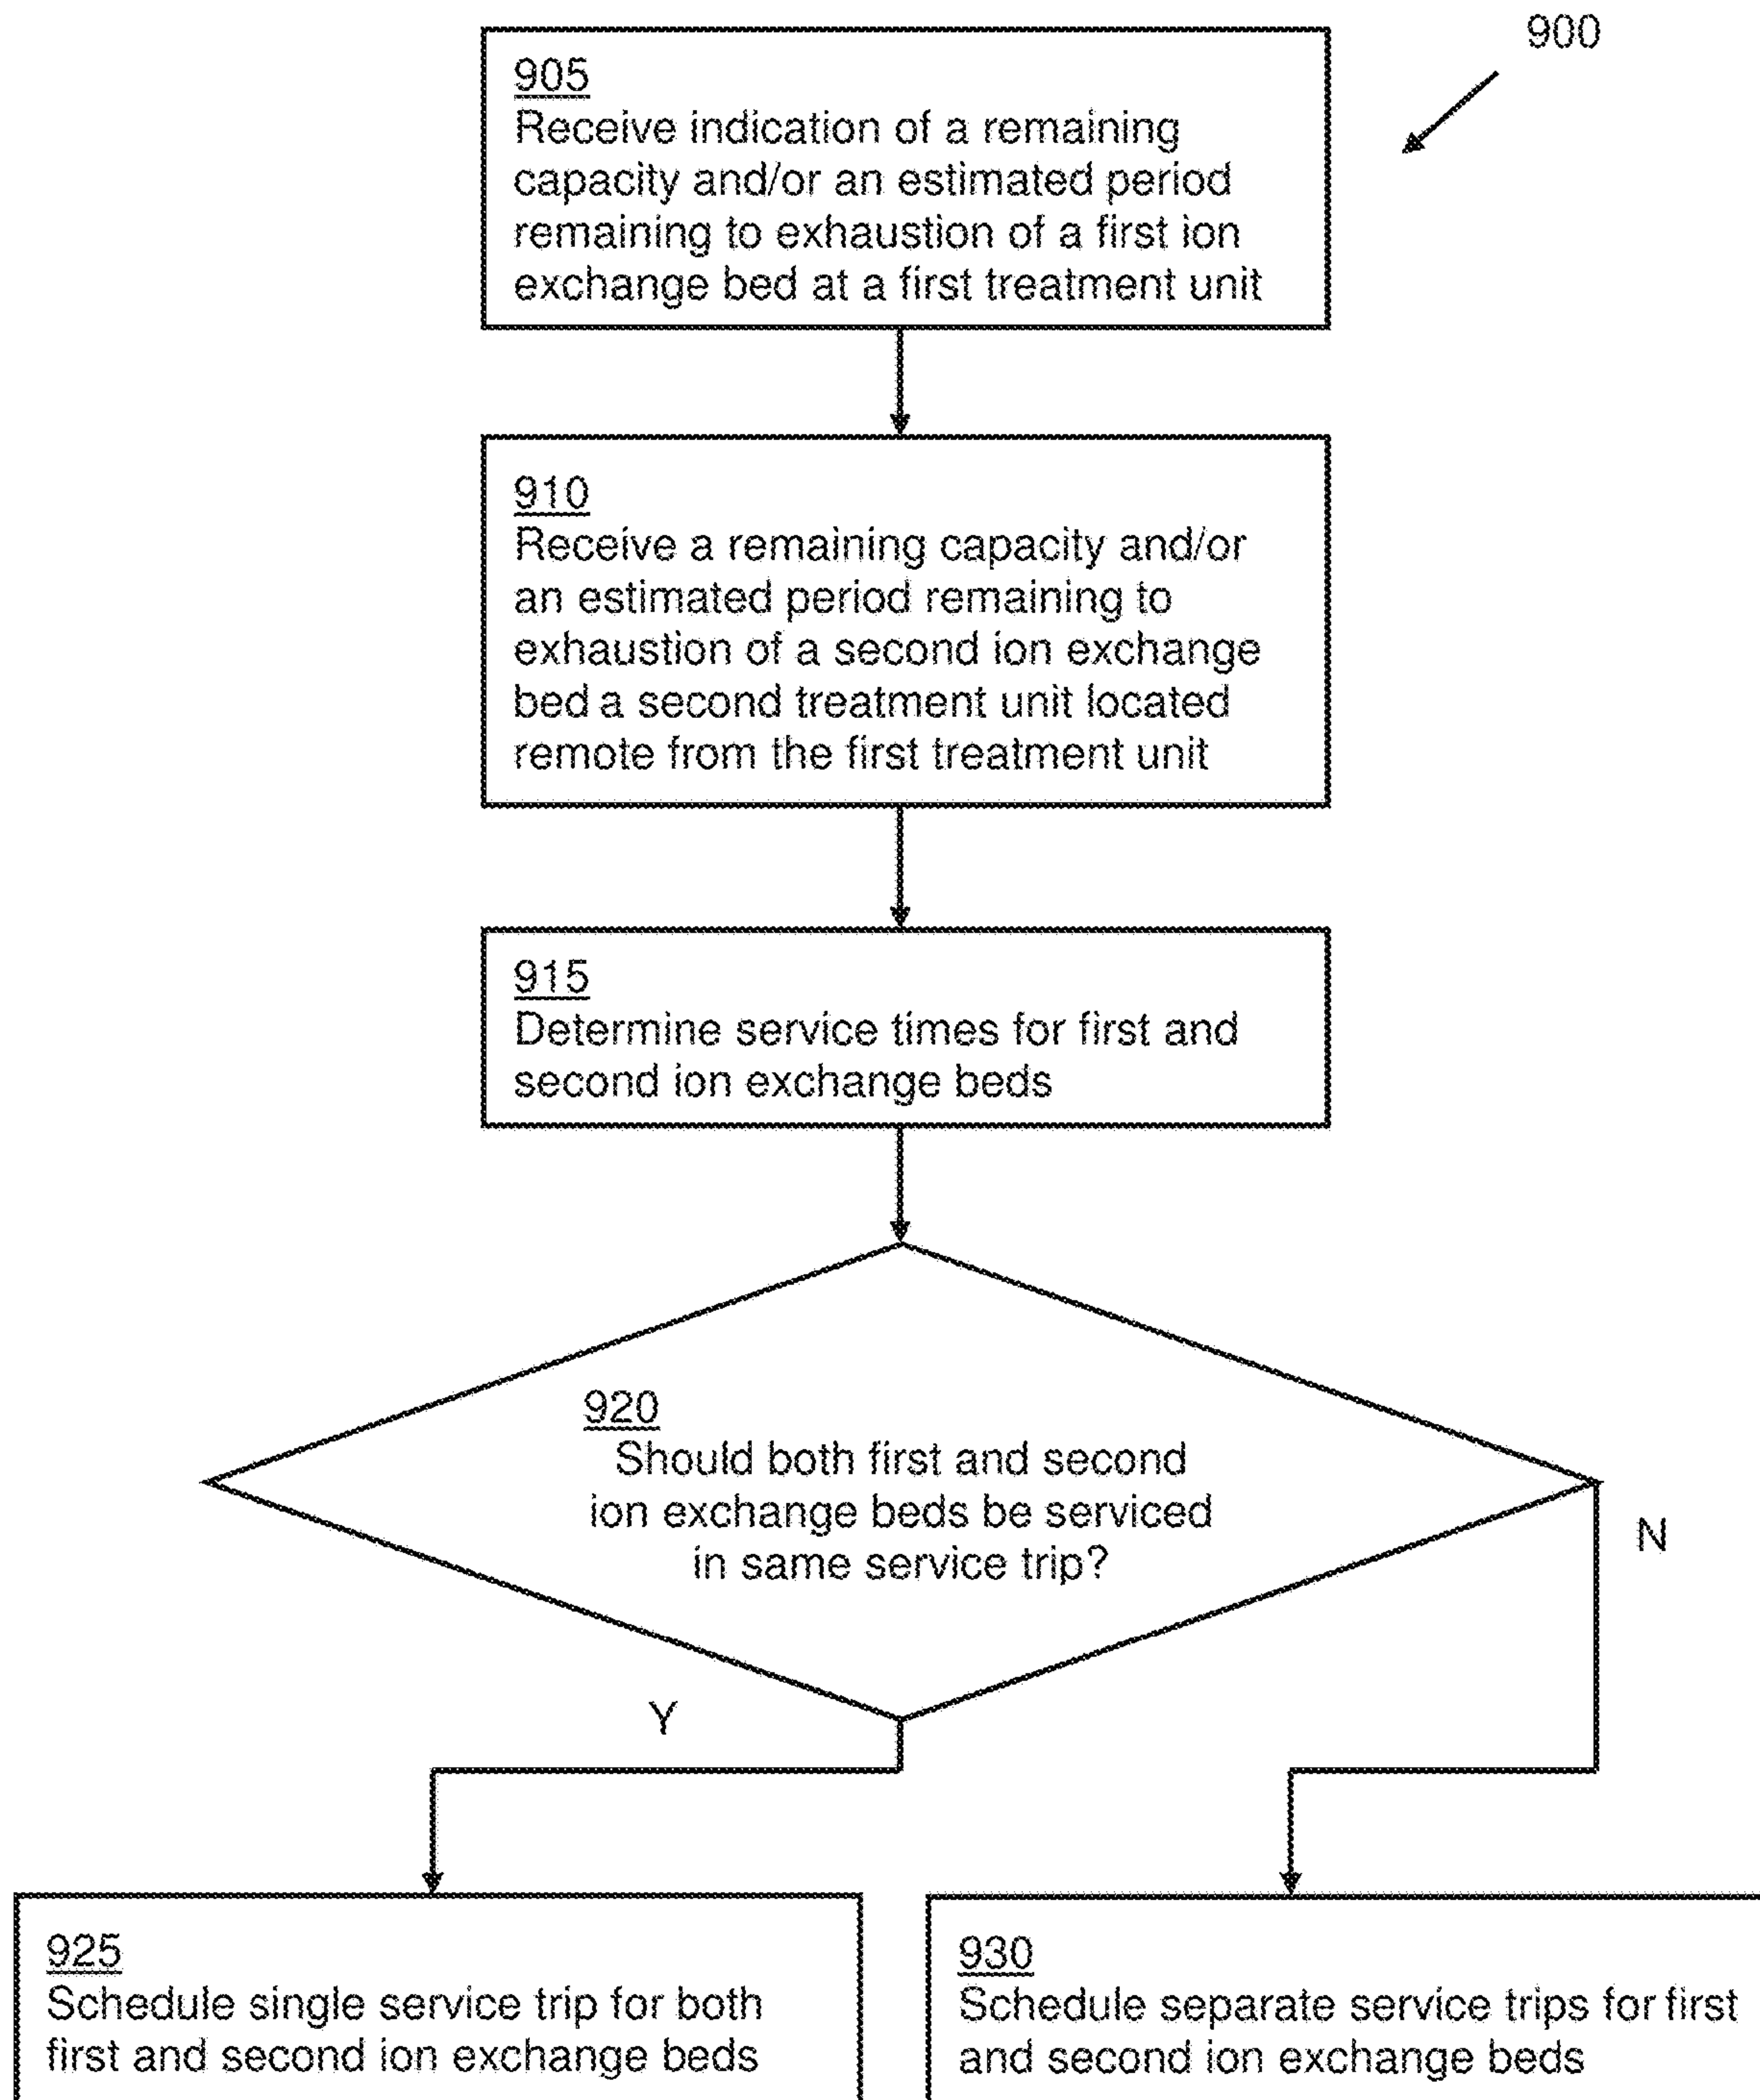 900
905
Receive indication of a remaining
capacity and/or an estimated period
remaining to exhaustion of a first ion
exchange bed at a first treatment unit
910
Receive a remaining capacity and/or
an estimated period remaining to
exhaustion of a second ion exchange
bed a second treatment unit located
remote from the first treatment unit
915
Determine service times for first and
second ion exchange beds
920
Should both first and second
ion exchange beds be serviced
in same service trip?
N
Y
925
Schedule single service trip for both
first and second ion exchange beds
930
Schedule separate service trips for first
and second ion exchange beds